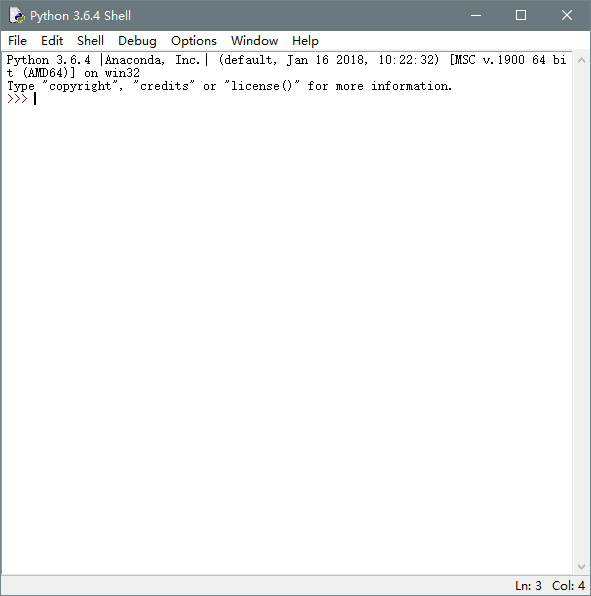 Python 3.6.4 Shell
File Edit Shell Debug Options Window Help
Python 3.6.4 |Anaconda, Inc.| (default, Jan 16 2018, 10:22:32) [MSC v.1900 64 bi
t (AMD64)] on win32
Type "copyright", "credits" or "license()" for more information.
>>>
Ln: 3 Col: 4